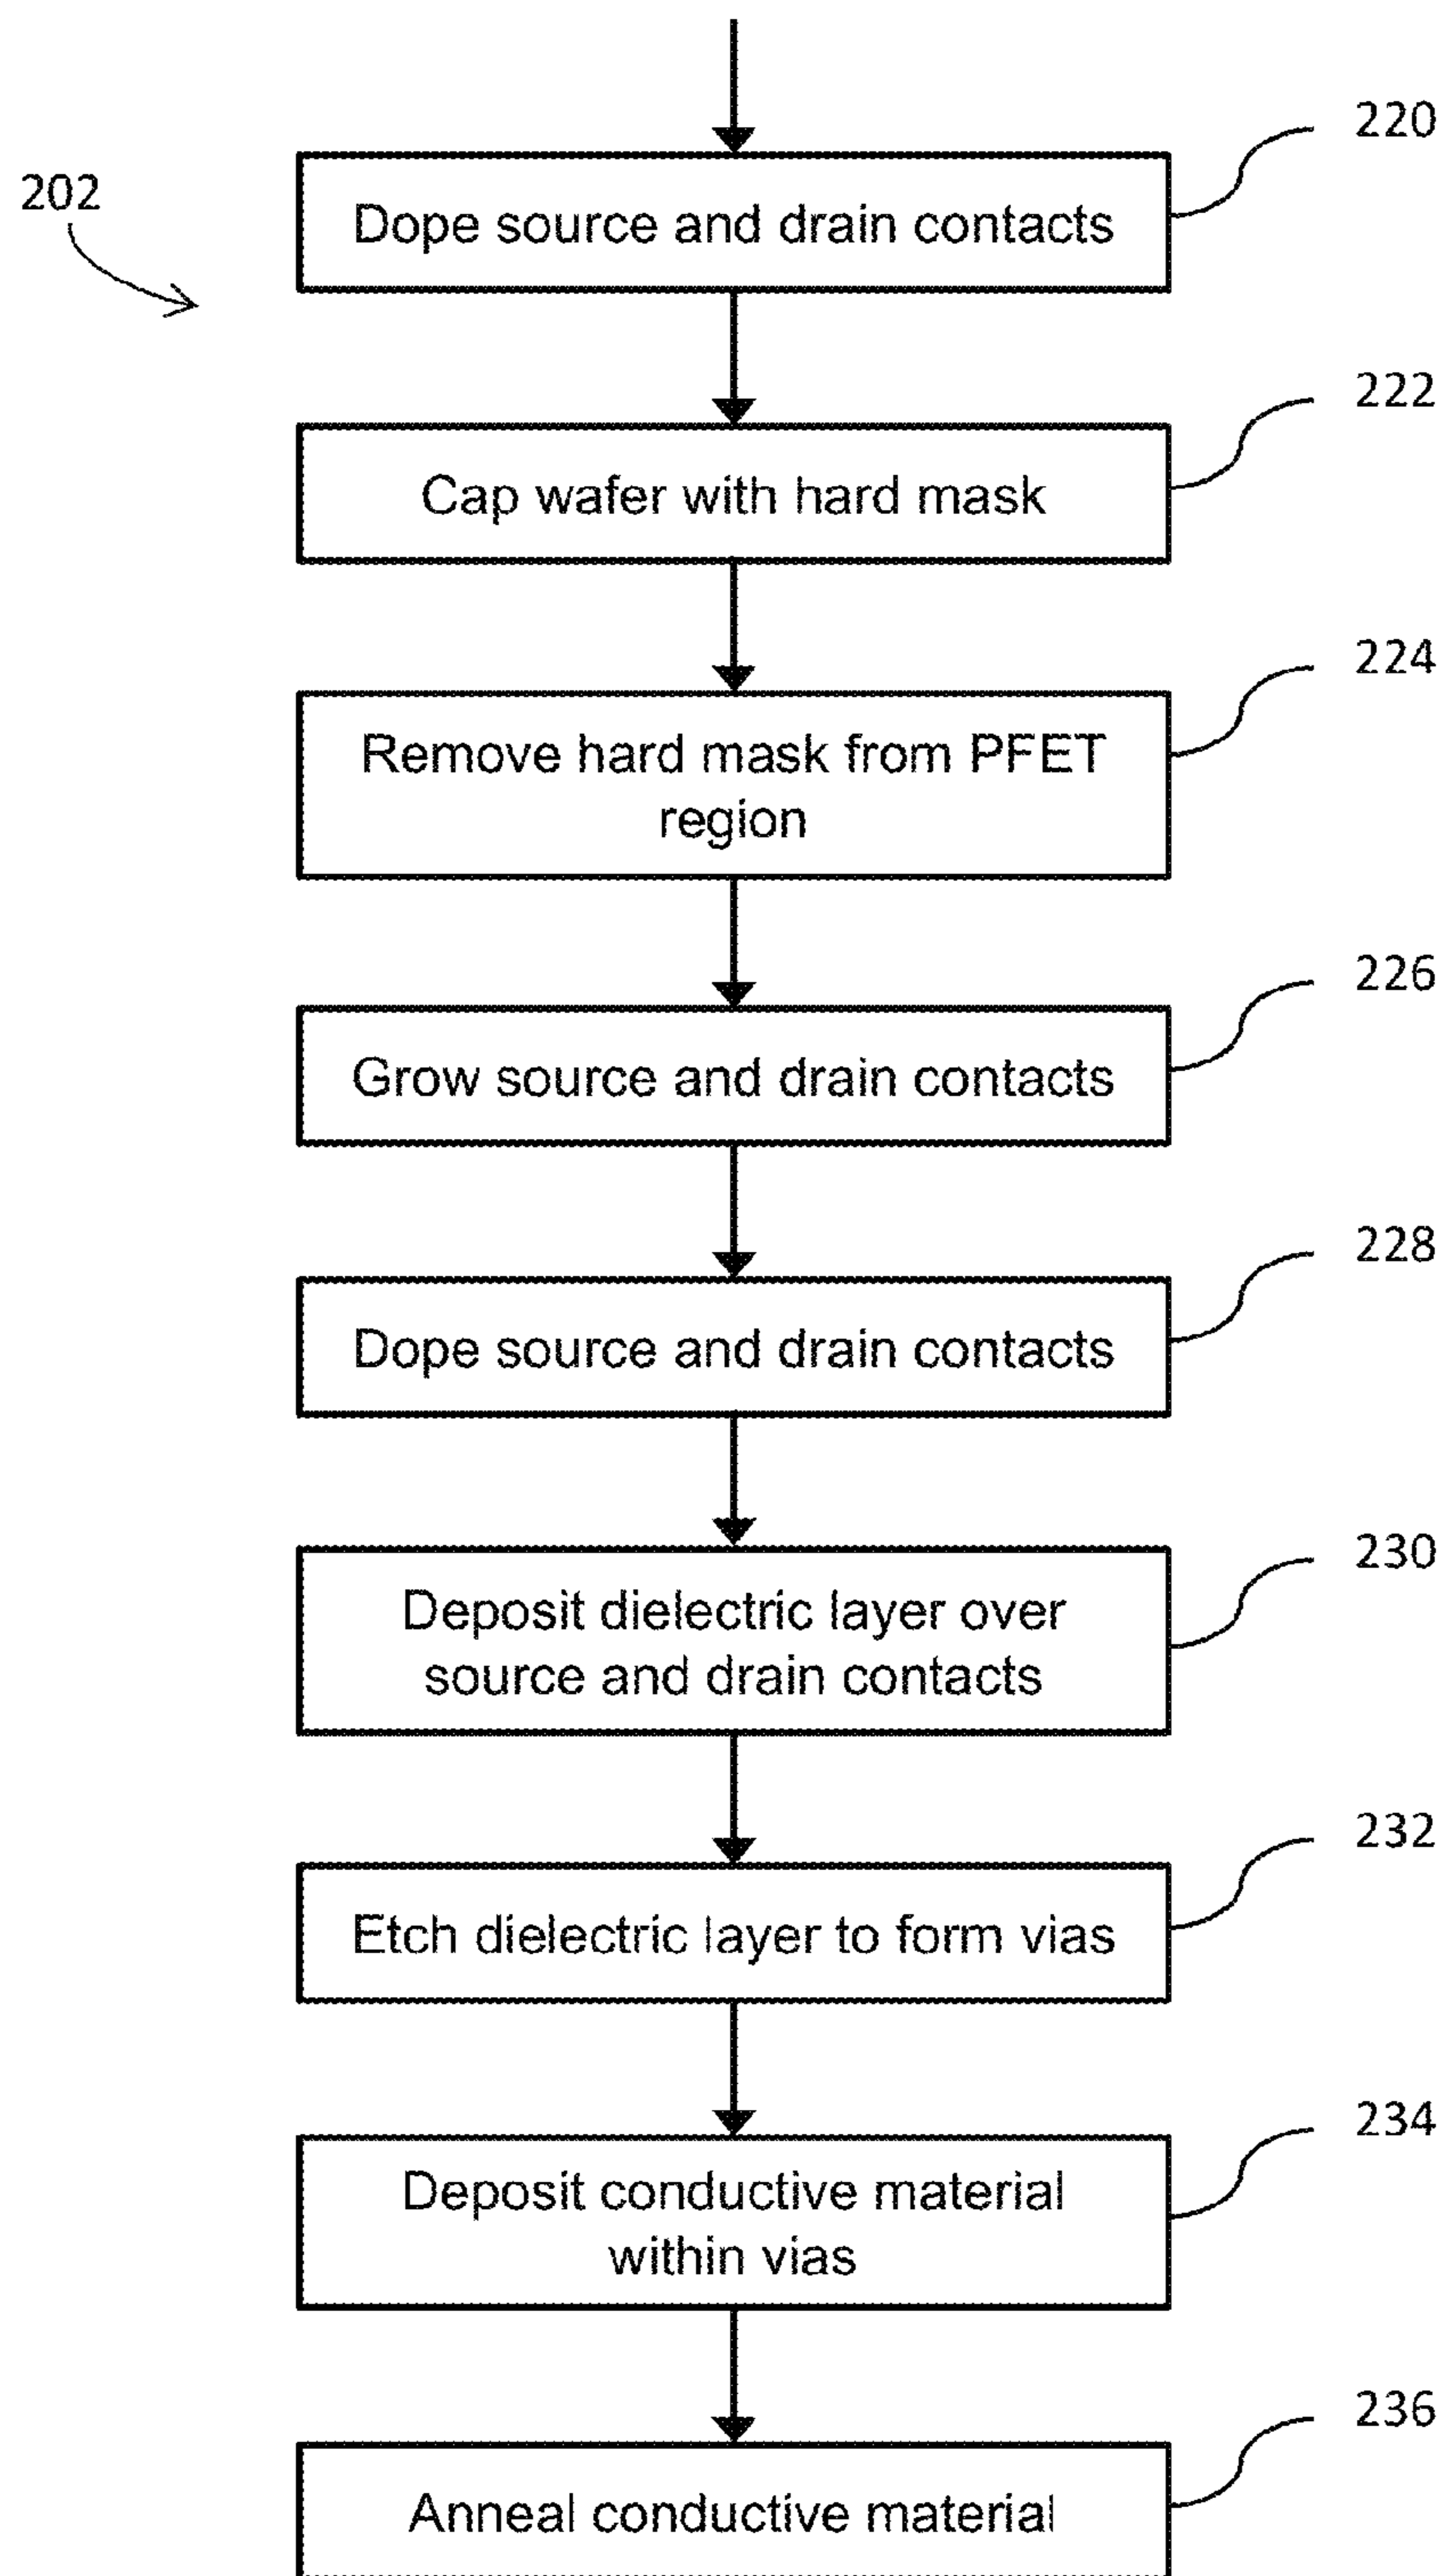 220
202
Dope source and drain contacts
222
Cap wafer with hard mask
224
Remove hard mask from PFET
region
226
Grow source and drain contacts
228
Dope source and drain contacts
230
Deposit dielectric layer over
source and drain contacts
232
Etch dielectric layer to form vias
234
Deposit conductive material
within vias
236
Anneal conductive material